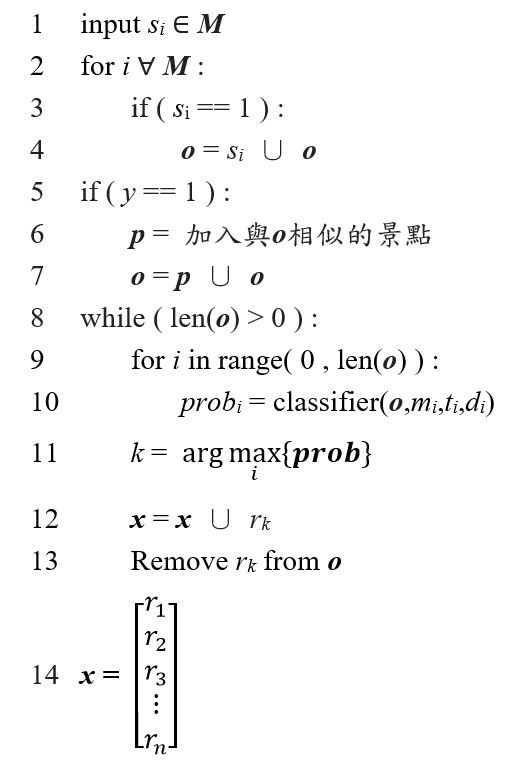 1 input sᵢ ∈ M
2 for i ∀ M :
3 if ( sᵢ == 1 ) :
4 o = sᵢ ∪ o
5 if ( y == 1 ) :
6 p = 加入與o相似的景點
7 o = p ∪ o
8 while ( len(o) > 0 ) :
9 for i in range( 0 , len(o) ) :
10 probᵢ = classifier(o,mᵢ,tᵢ,dᵢ)
11 k = arg max{prob}
i
12 x = x ∪ rₖ
13 Remove rₖ from o
r₁
r₂
14 x = r₃
⋮
rₙ